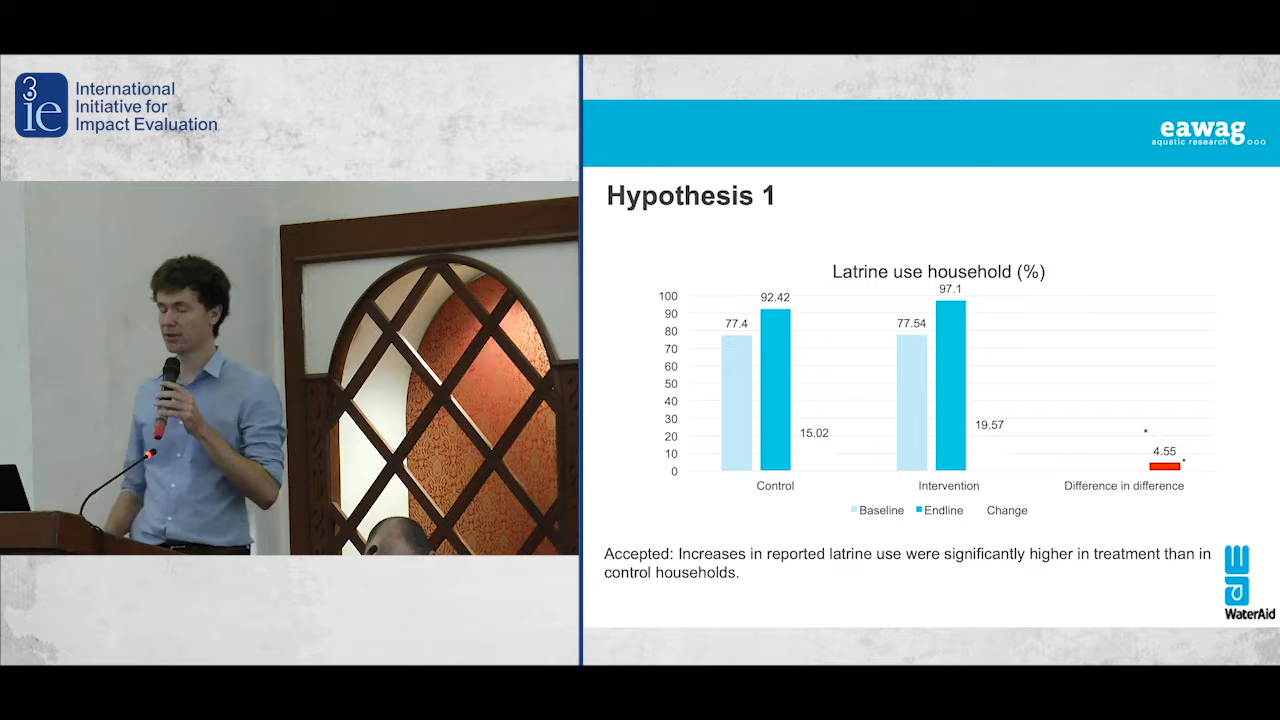 3ie
International
Initiative for
Impact Evaluation
eawag
aquatic research
Hypothesis 1
Latrine use household (%)
100
90
80
70
60
50
40
30
20
10
0
77.4
92.42
15.02
77.54
97.1
19.57
*
4.55
*
Control
Intervention
Difference in difference
Baseline
Endline
Change
Accepted: Increases in reported latrine use were significantly higher in treatment than in
control households.
WaterAid